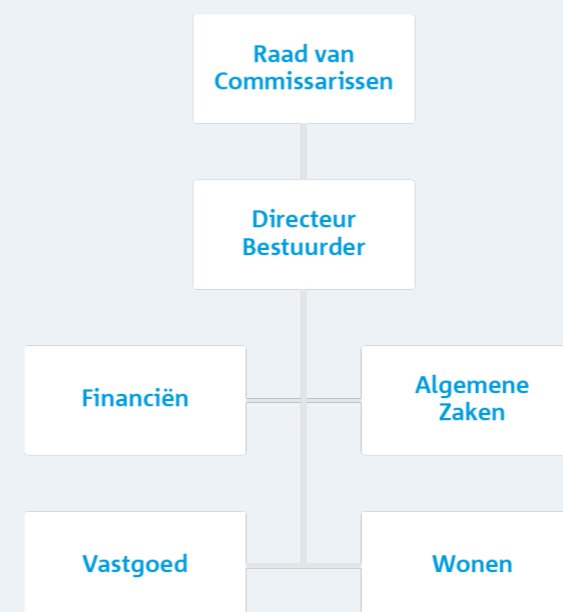 Raad van
Commissarissen
Directeur
Bestuurder
Financiën
Algemene
Zaken
Vastgoed
Wonen